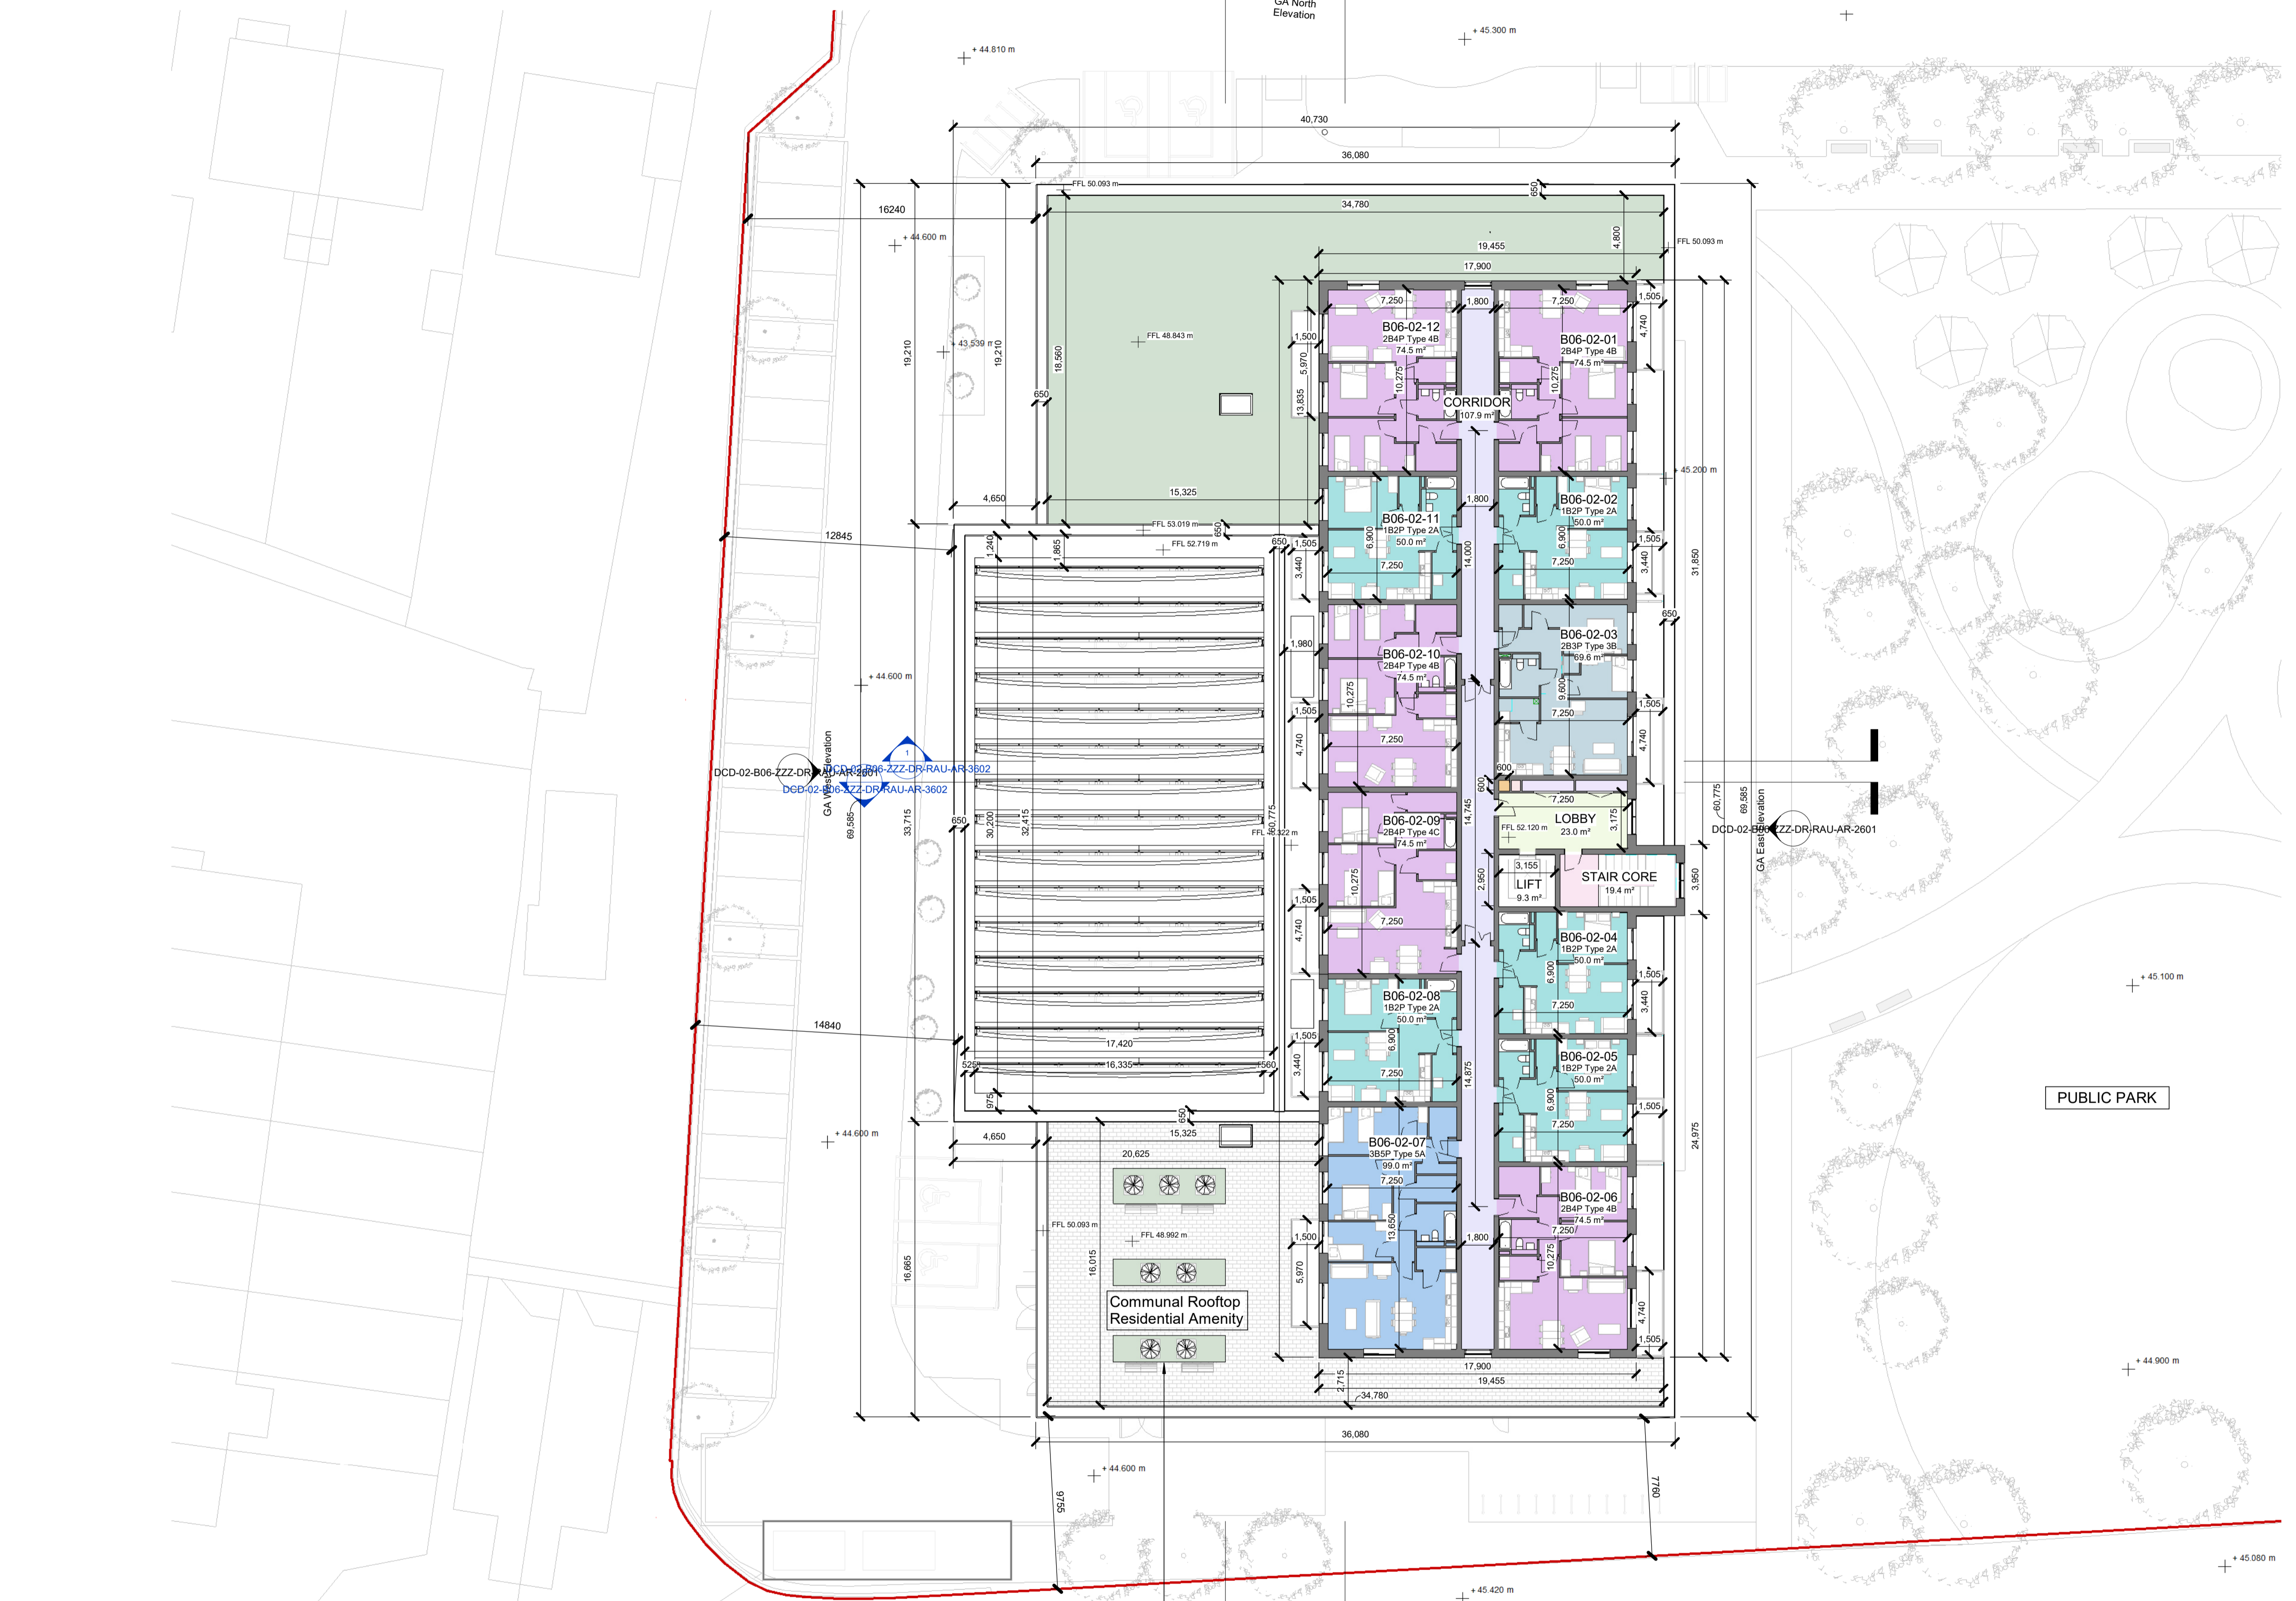 GA North
Elevation
+ 45.300 m
+ 44.810 m
40,730
36,080
FFL 50.093 m
650
16240
34,780
+ 44.600 m
4,800
FFL 50.093 m
19,455
17,900
7,250
1,800
7,250
1,505
B06-02-12
2B4P Type 4B
74.5 m²
B06-02-01
2B4P Type 4B
74.5 m²
4,740
1,500
FFL 48.843 m
+ 43.539 m
19,210
19,210
18,560
5,970
10,275
10,275
650
13,835
CORRIDOR
107.9 m²
+ 45.200 m
4,650
15,325
1,800
B06-02-02
1B2P Type 2A
50.0 m²
B06-02-11
1B2P Type 2A
50.0 m²
FFL 53.019 m
650
12845
1,240
1,865
FFL 52.719 m
650
1,505
3,440
6,900
7,250
14,000
6,900
7,250
1,505
3,440
31,850
650
1,980
B06-02-10
2B4P Type 4B
74.5 m²
B06-02-03
2B3P Type 3B
69.6 m²
+ 44.600 m
10,275
9,600
7,250
1,505
1,505
4,740
7,250
4,740
GA West Elevation
1
DCD-02-B06-ZZZ-DR-RAU-AR-2601
DCD-02-B06-ZZZ-DR-RAU-AR-3602
DCD-02-B06-ZZZ-DR-RAU-AR-3602
600
600
7,250
69,585
33,715
650
30,200
32,415
60,775
14,745
B06-02-09
2B4P Type 4C
74.5 m²
FFL 52.120 m
LOBBY
23.0 m²
3,175
60,775
69,585
GA East Elevation
DCD-02-B06-ZZZ-DR-RAU-AR-2601
3,155
LIFT
9.3 m²
STAIR CORE
19.4 m²
2,950
3,950
10,275
1,505
7,250
4,740
B06-02-04
1B2P Type 2A
50.0 m²
6,900
7,250
1,505
3,440
+ 45.100 m
B06-02-08
1B2P Type 2A
50.0 m²
14840
17,420
525
16,335
560
1,505
3,440
6,900
7,250
14,875
B06-02-05
1B2P Type 2A
50.0 m²
6,900
7,250
1,505
975
650
PUBLIC PARK
+ 44.600 m
4,650
15,325
20,625
B06-02-07
3B5P Type 5A
99.0 m²
7,250
24,975
B06-02-06
2B4P Type 4B
74.5 m²
7,250
FFL 50.093 m
FFL 48.992 m
16,665
16,015
1,500
5,970
13,650
1,800
10,275
Communal Rooftop
Residential Amenity
4,740
1,505
+ 44.900 m
17,900
19,455
2,715
34,780
36,080
+ 44.600 m
9755
7760
+ 45.080 m
+ 45.420 m